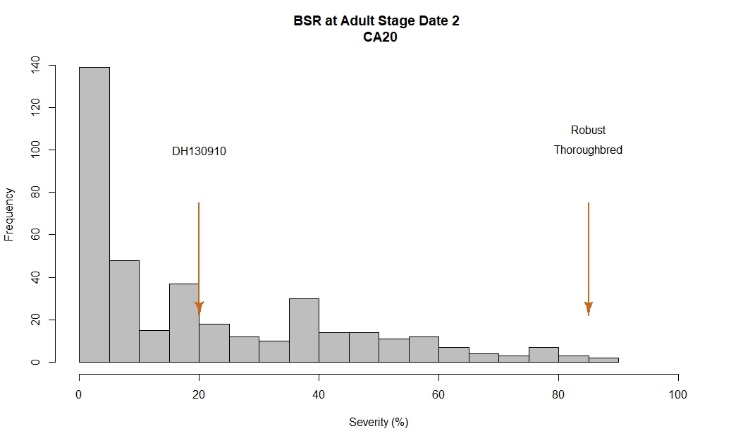 BSR at Adult Stage Date 2
CA20
Robust
Thoroughbred
DH130910
Frequency
140
120
100
80
60
40
20
0
0 20 40 60 80 100
Severity (%)